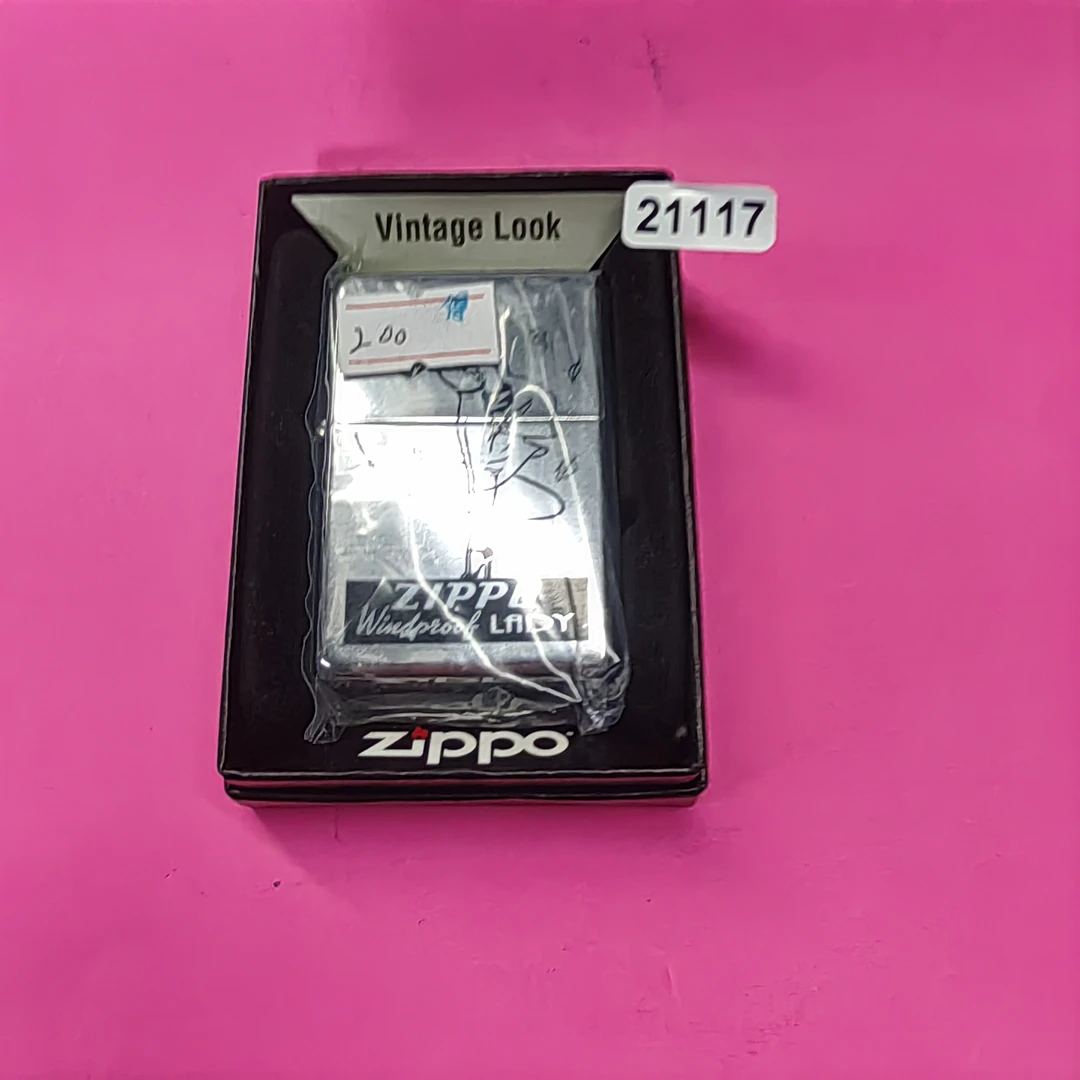 Vintage Look
21117
200
ZIPPO
Windproof LADY
zippo